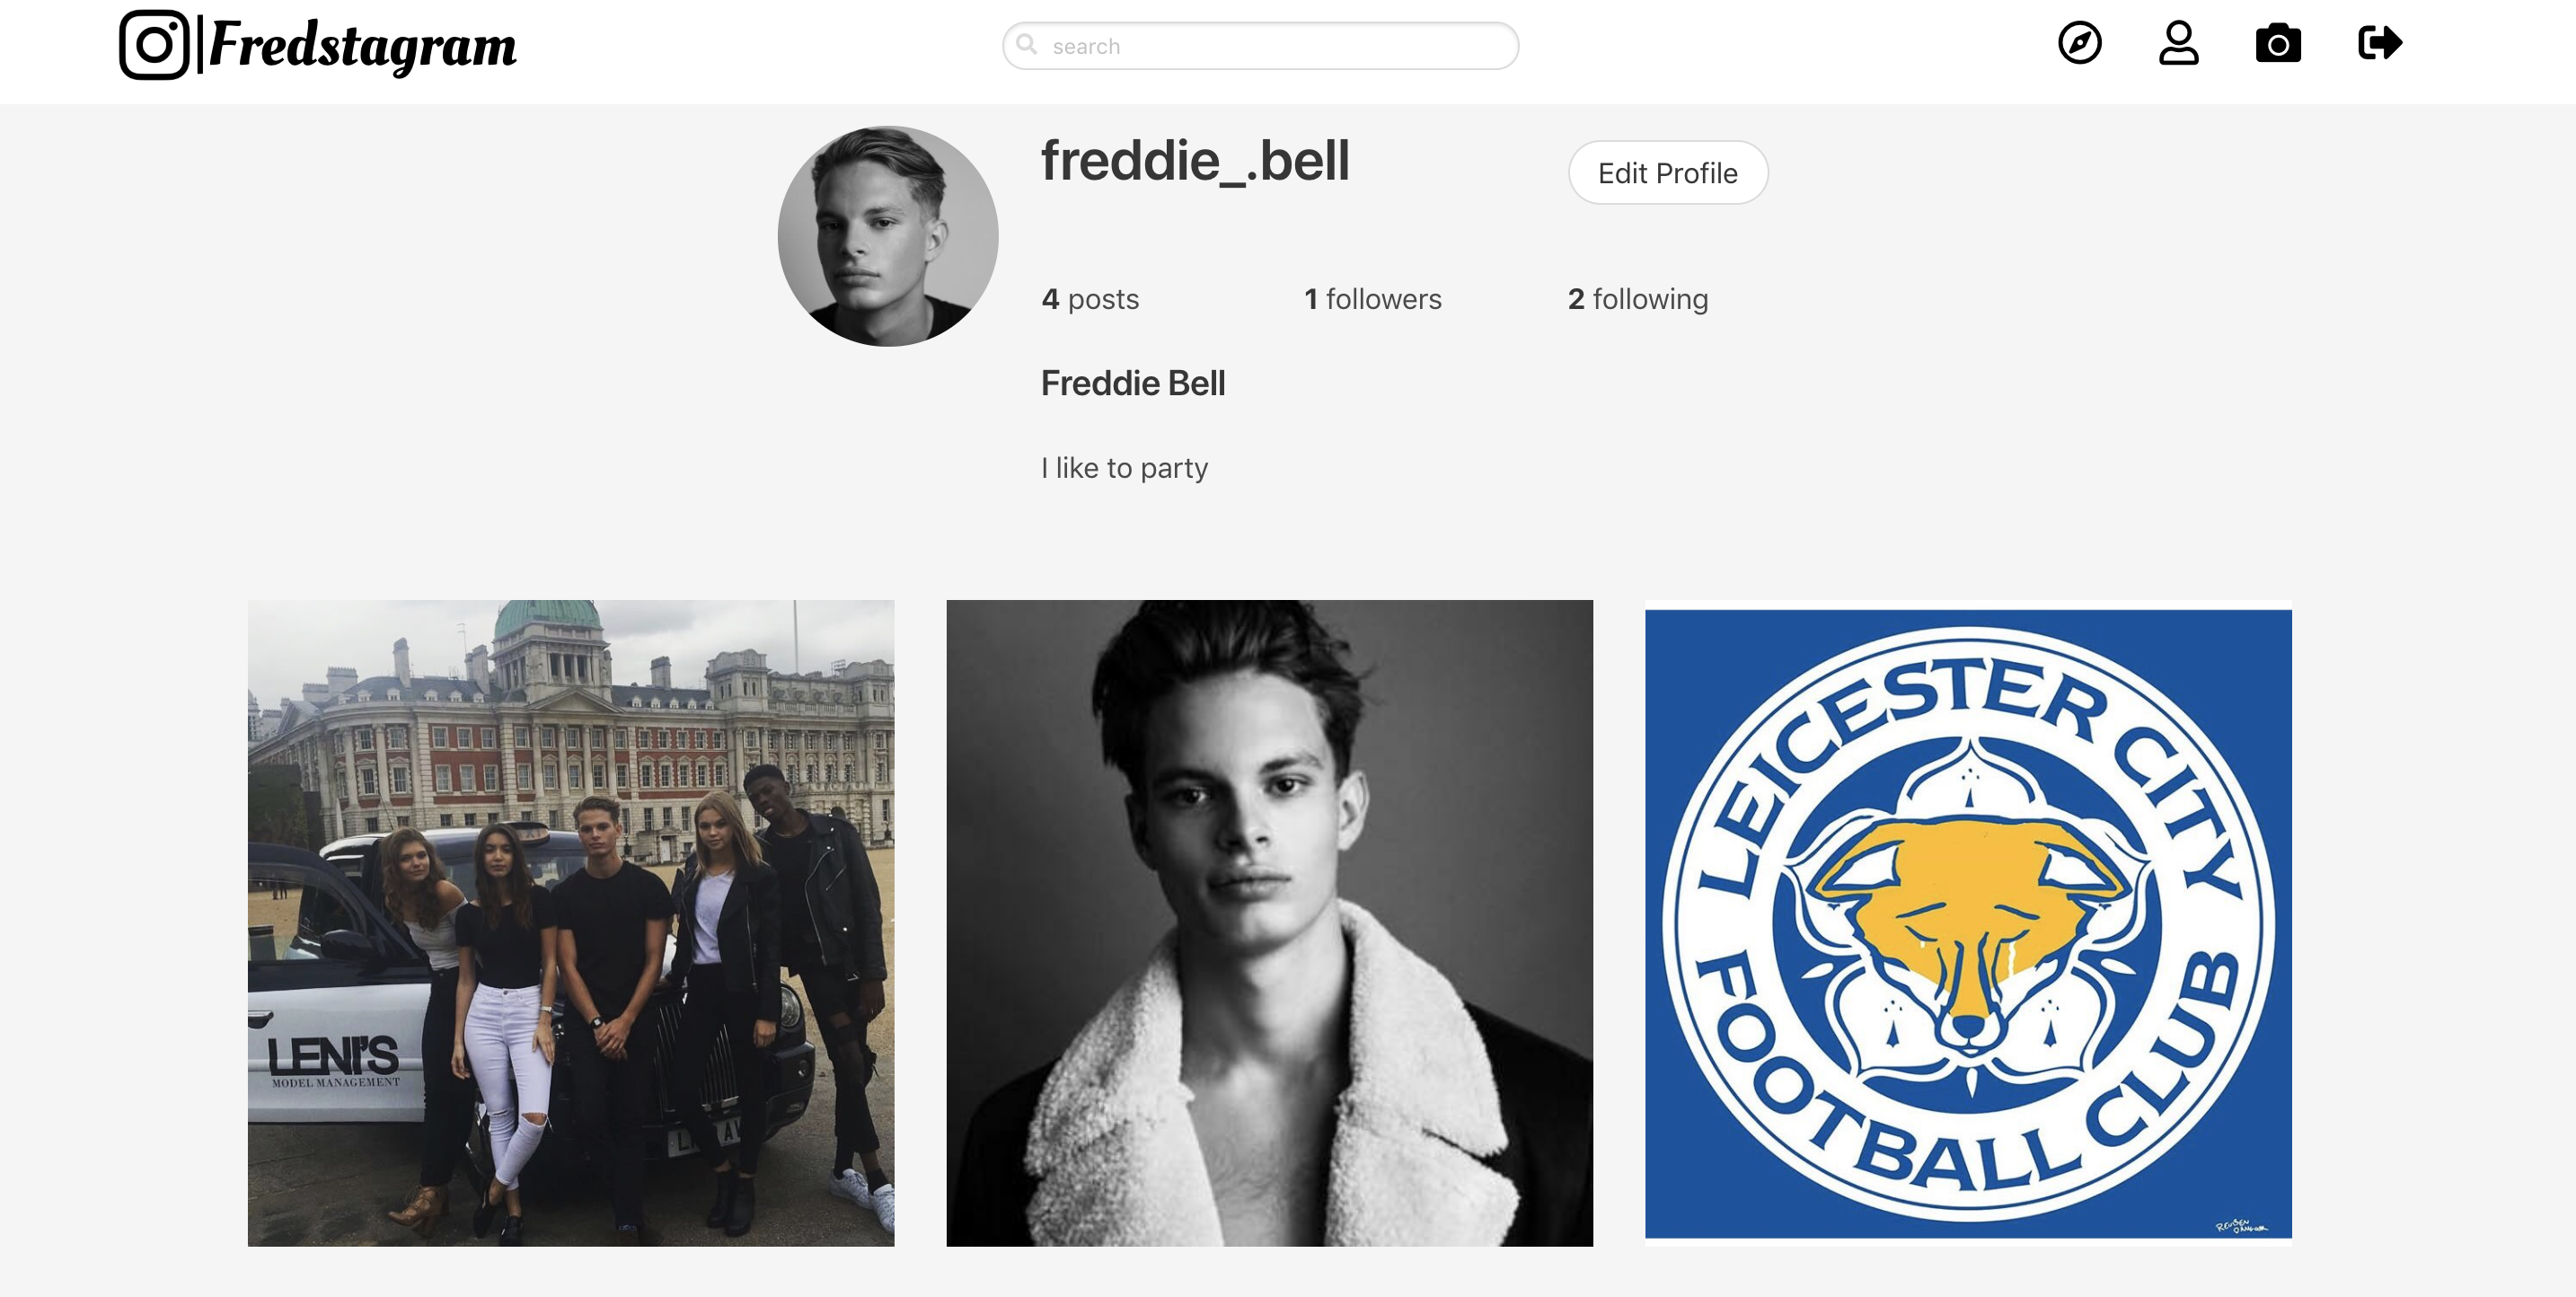 Fredstagram
search
freddie_.bell
Edit Profile
4 posts
1 followers
2 following
Freddie Bell
I like to party
LENI'S
MODEL MANAGEMENT
LEICESTER CITY
FOOTBALL CLUB
REUBEN